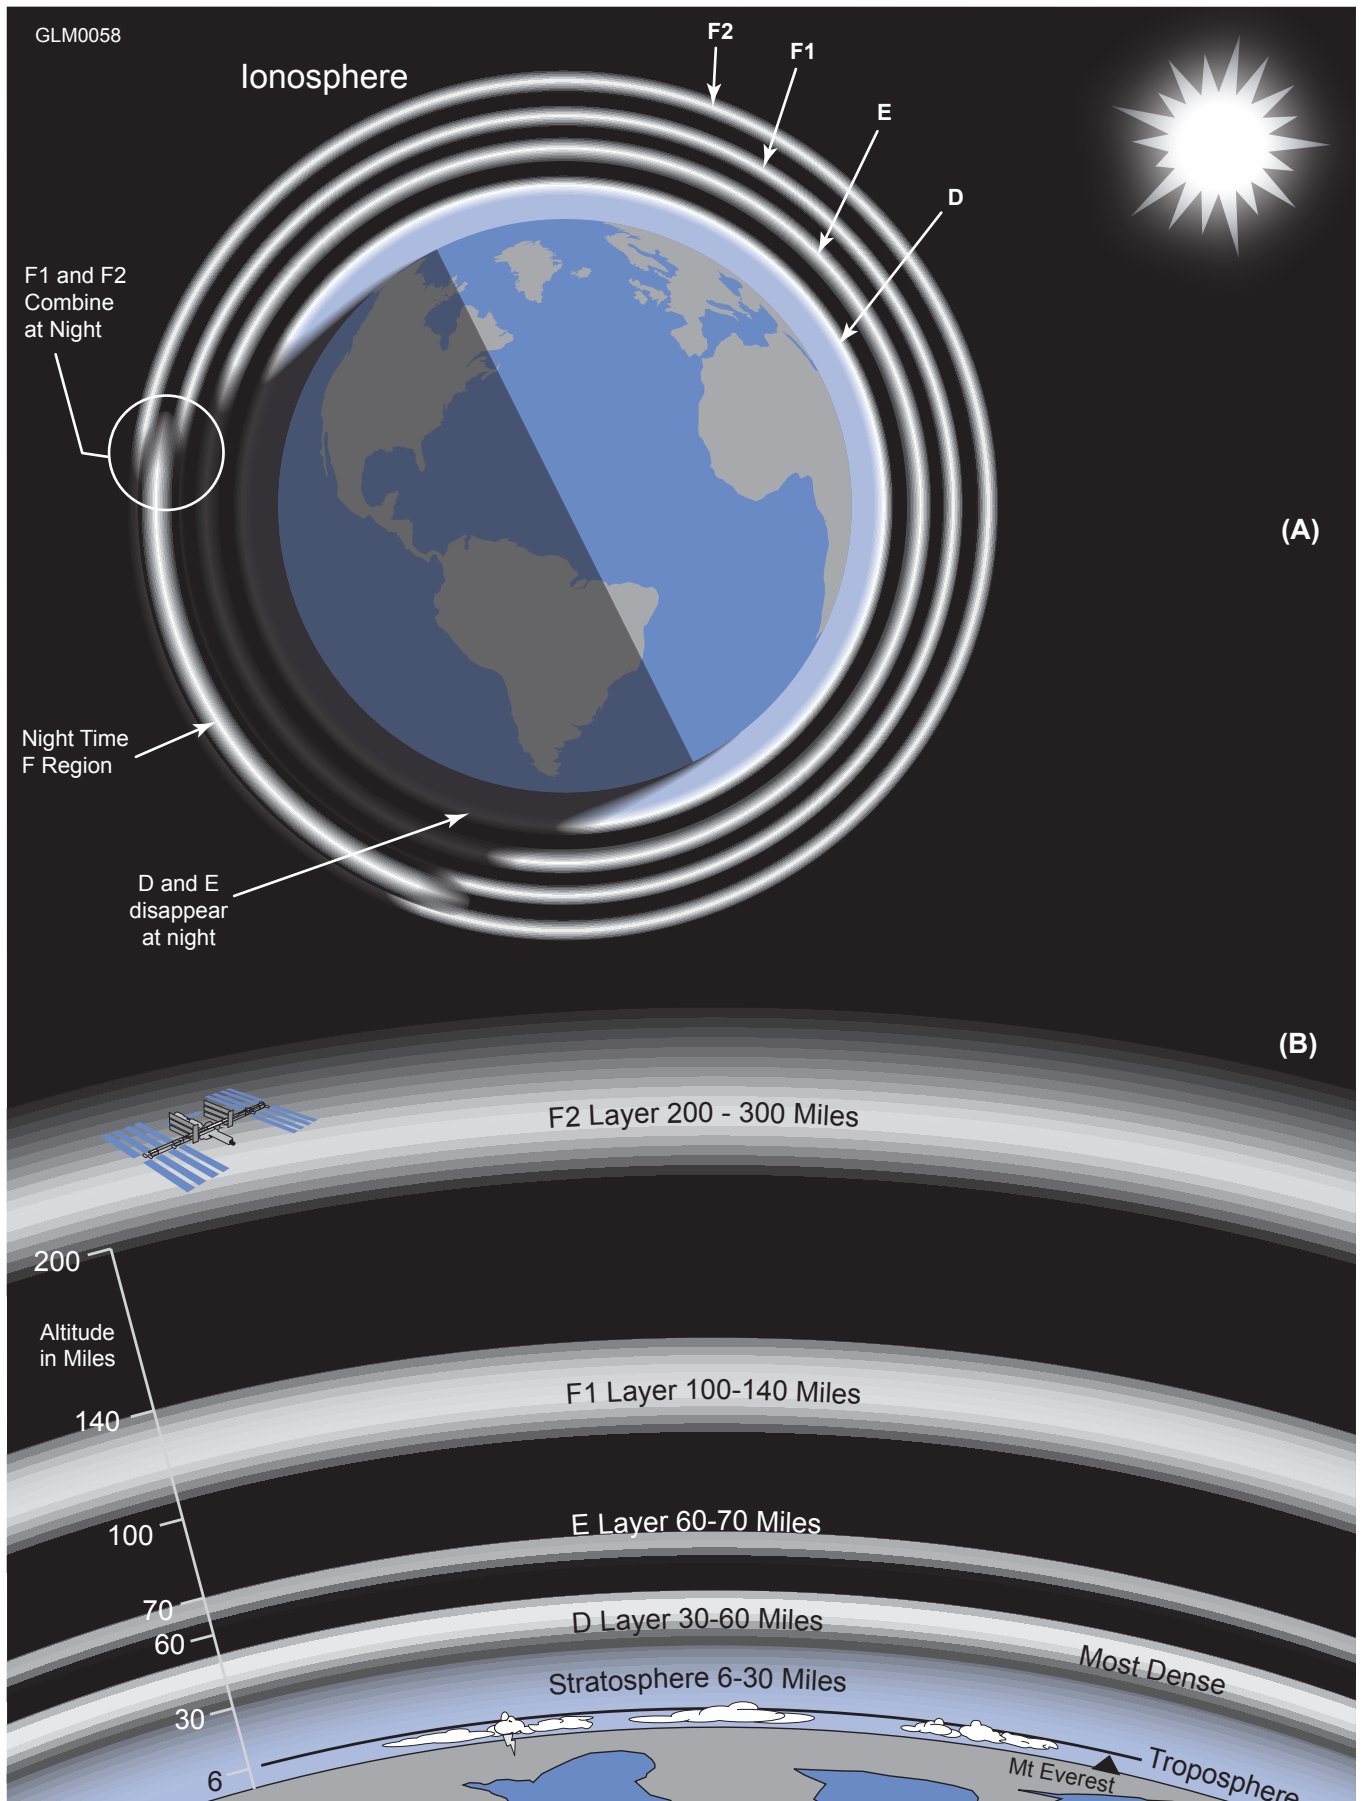 GLM0058
Ionosphere
F2
F1
E
D
F1 and F2
Combine
at Night
(A)
Night Time
F Region
D and E
disappear
at night
(B)
F2 Layer 200 - 300 Miles
200
Altitude
in Miles
F1 Layer 100-140 Miles
140
E Layer 60-70 Miles
100
70
D Layer 30-60 Miles
60
Most Dense
Stratosphere 6-30 Miles
30
Troposphere
Mt Everest
6